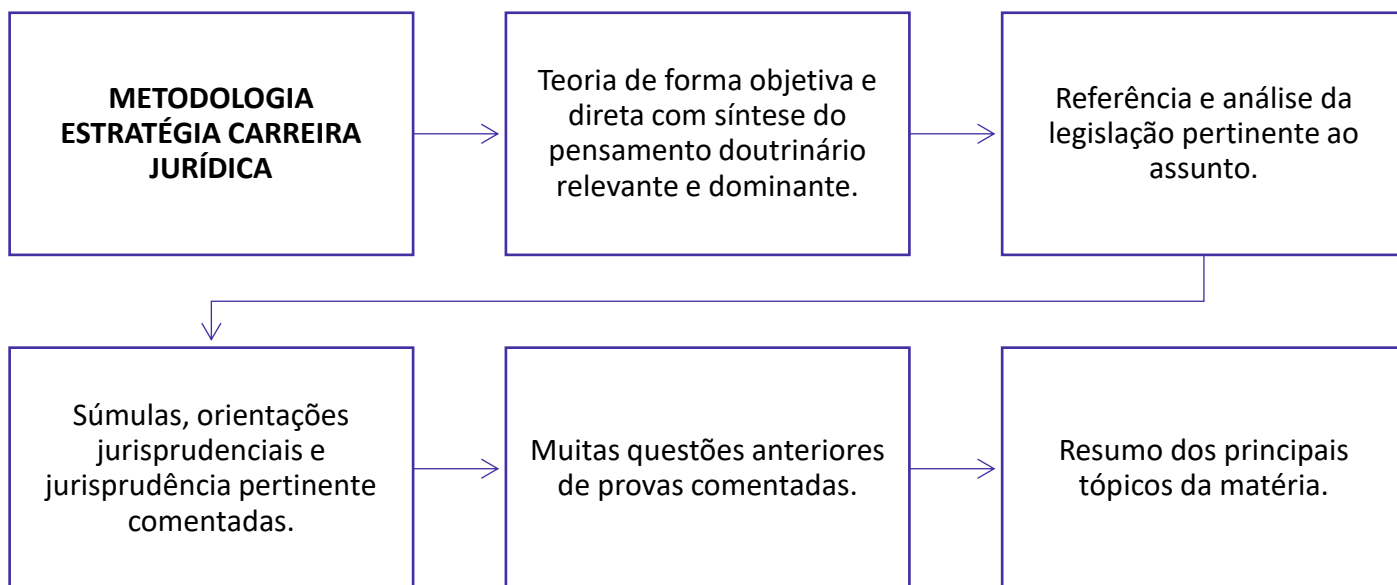 METODOLOGIA
ESTRATÉGIA CARREIRA
JURÍDICA
Teoria de forma objetiva e
direta com síntese do
pensamento doutrinário
relevante e dominante.
Referência e análise da
legislação pertinente ao
assunto.
Súmulas, orientações
jurisprudenciais e
jurisprudência pertinente
comentadas.
Muitas questões anteriores
de provas comentadas.
Resumo dos principais
tópicos da matéria.